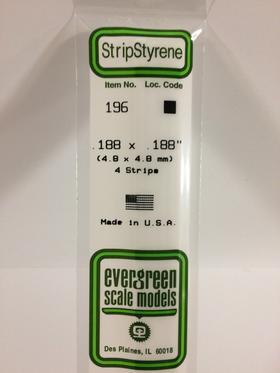 StripStyrene
Item No. Loc. Code
196
.188 x .188"
(4.8 x 4.8 mm)
4 Strips
Made in U.S.A.
evergreen
scale models
Des Plaines, IL 60018